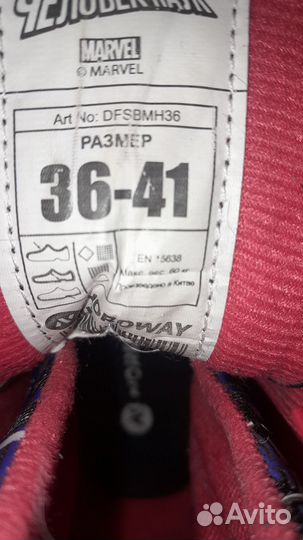 ЧЕЛОВЕК ПАУК
MARVEL
© MARVEL
Art No: DFSBMH36
РАЗМЕР
36-41
EN 15638
Макс. вес. 60 кг
Произведено в Китае
Avito